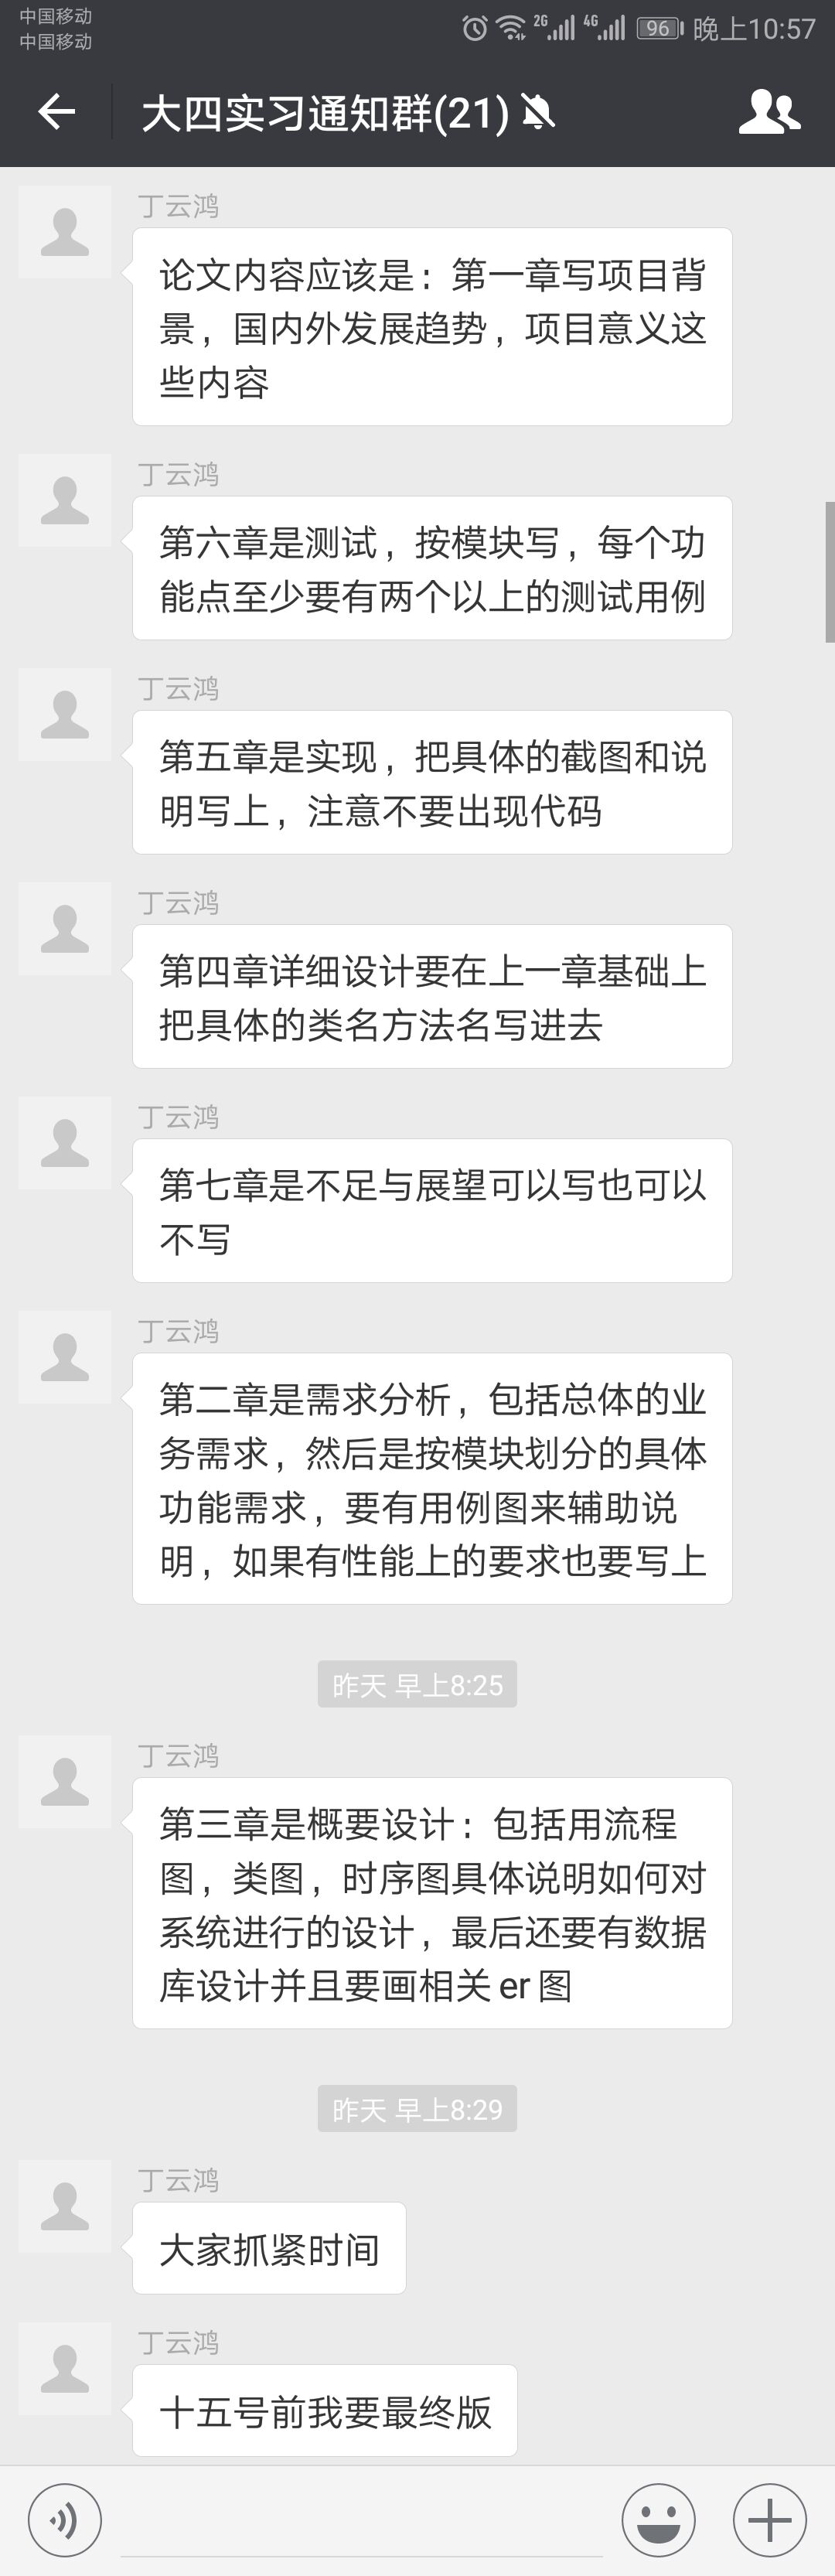 中国移动
中国移动
2G
4G
96
晚上10:57
大四实习通知群(21)
丁云鸿
论文内容应该是：第一章写项目背
景，国内外发展趋势，项目意义这
些内容
丁云鸿
第六章是测试，按模块写，每个功
能点至少要有两个以上的测试用例
丁云鸿
第五章是实现，把具体的截图和说
明写上，注意不要出现代码
丁云鸿
第四章详细设计要在上一章基础上
把具体的类名方法名写进去
丁云鸿
第七章是不足与展望可以写也可以
不写
丁云鸿
第二章是需求分析，包括总体的业
务需求，然后是按模块划分的具体
功能需求，要有用例图来辅助说
明，如果有性能上的要求也要写上
昨天 早上8:25
丁云鸿
第三章是概要设计：包括用流程
图，类图，时序图具体说明如何对
系统进行的设计，最后还要有数据
库设计并且要画相关 er 图
昨天 早上8:29
丁云鸿
大家抓紧时间
丁云鸿
十五号前我要最终版